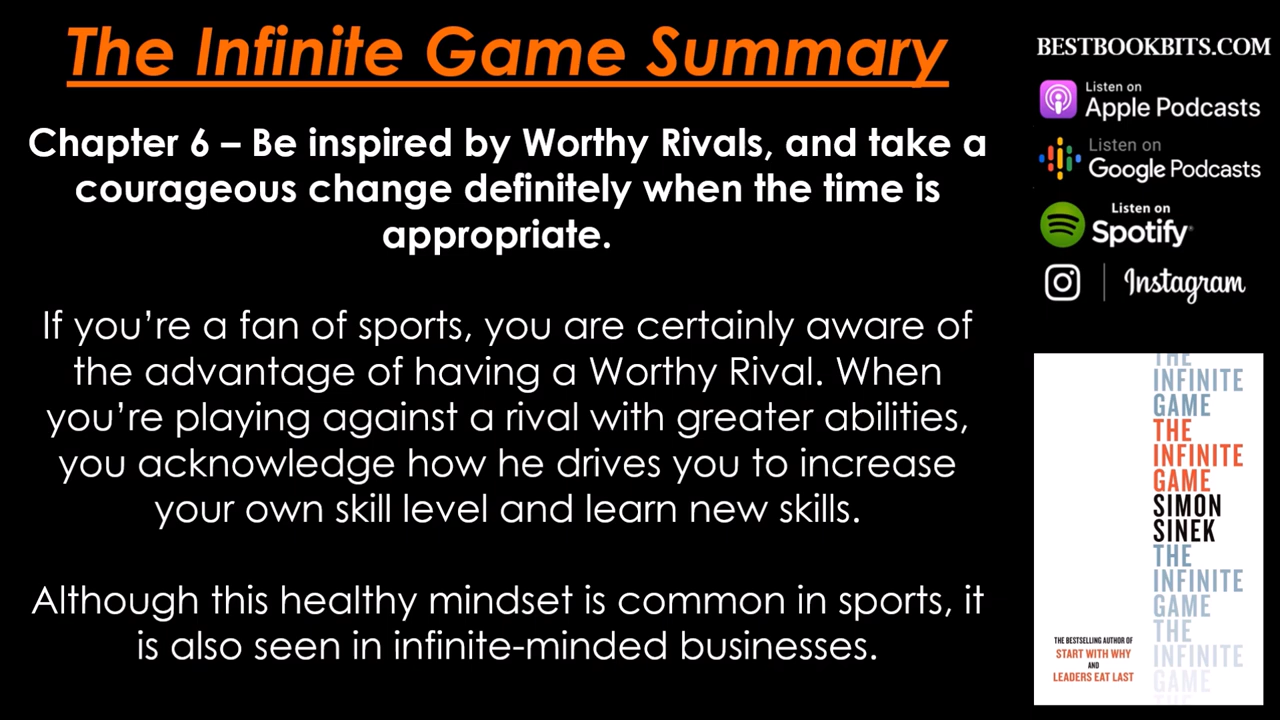 The Infinite Game Summary
Chapter 6 – Be inspired by Worthy Rivals, and take a
courageous change definitely when the time is
appropriate.
If you’re a fan of sports, you are certainly aware of
the advantage of having a Worthy Rival. When
you’re playing against a rival with greater abilities,
you acknowledge how he drives you to increase
your own skill level and learn new skills.
Although this healthy mindset is common in sports, it
is also seen in infinite-minded businesses.
BESTBOOKBITS.COM
Listen on
Apple Podcasts
Listen on
Google Podcasts
Listen on
Spotify
Instagram
THE
INFINITE
GAME
THE
INFINITE
GAME
SIMON
SINEK
THE
INFINITE
GAME
THE
INFINITE
GAME
THE BESTSELLING AUTHOR OF
START WITH WHY
AND
LEADERS EAT LAST